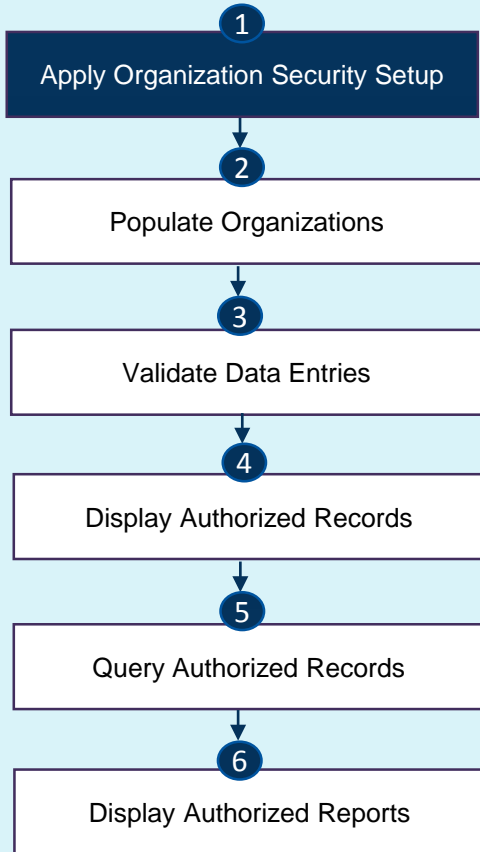 1
Apply Organization Security Setup
2
Populate Organizations
3
Validate Data Entries
4
Display Authorized Records
5
Query Authorized Records
6
Display Authorized Reports